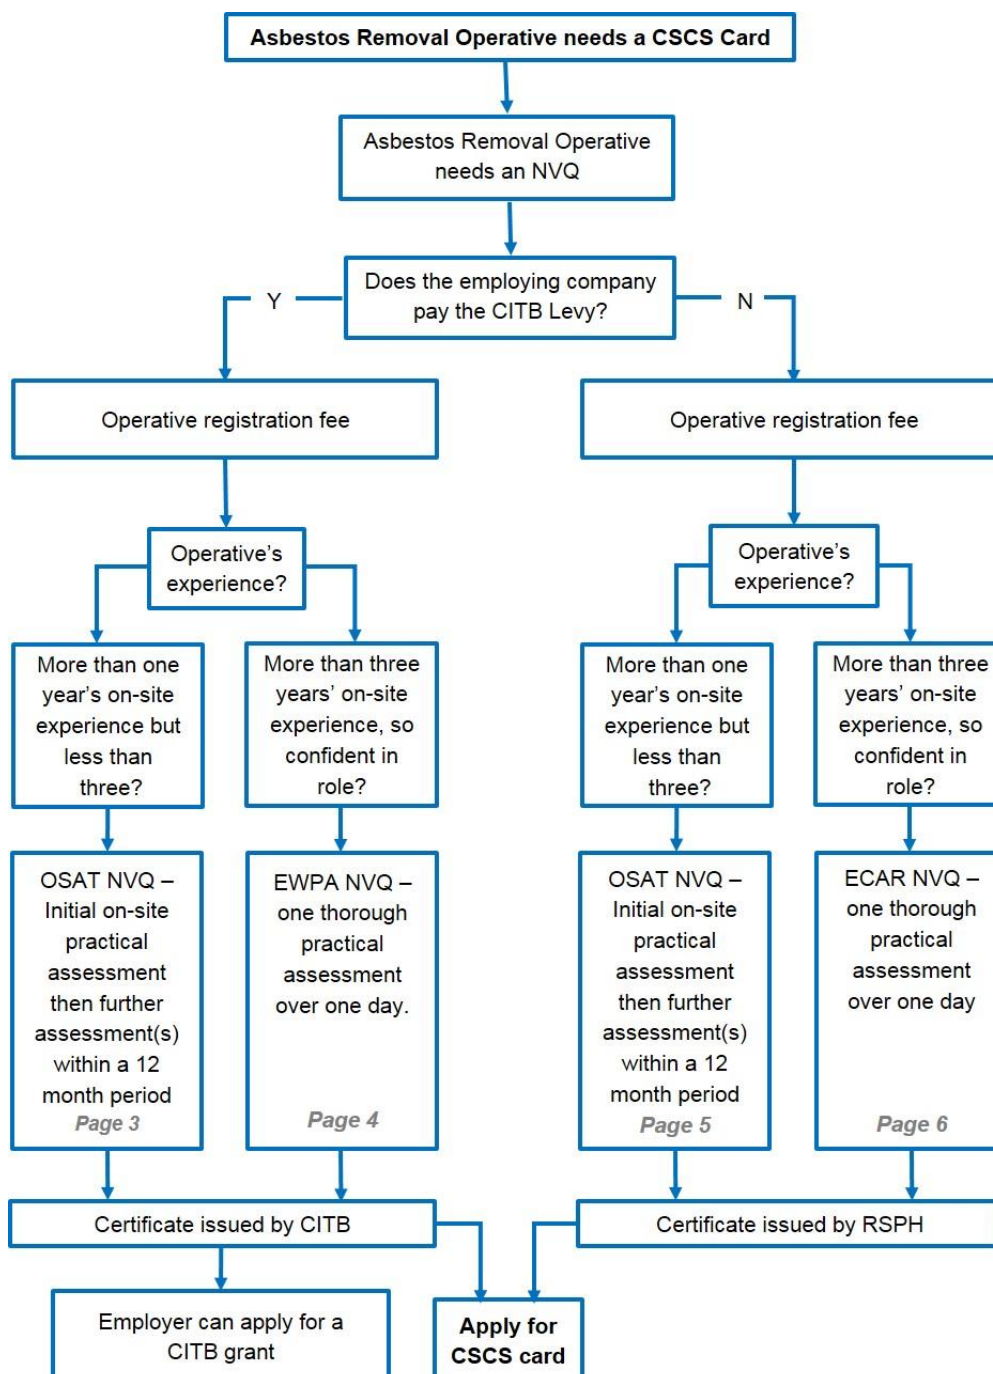 Asbestos Removal Operative needs a CSCS Card
Asbestos Removal Operative
needs an NVQ
Does the employing company
pay the CITB Levy?
Y
N
Operative registration fee
Operative registration fee
Operative's
experience?
Operative's
experience?
More than one
year's on-site
experience but
less than
three?
More than three
years' on-site
experience, so
confident in
role?
More than one
year's on-site
experience but
less than
three?
More than three
years' on-site
experience, so
confident in
role?
OSAT NVQ –
Initial on-site
practical
assessment
then further
assessment(s)
within a 12
month period
Page 3
EWPA NVQ –
one thorough
practical
assessment
over one day.
Page 4
OSAT NVQ –
Initial on-site
practical
assessment
then further
assessment(s)
within a 12
month period
Page 5
ECAR NVQ –
one thorough
practical
assessment
over one day
Page 6
Certificate issued by CITB
Certificate issued by RSPH
Employer can apply for a
CITB grant
Apply for
CSCS card